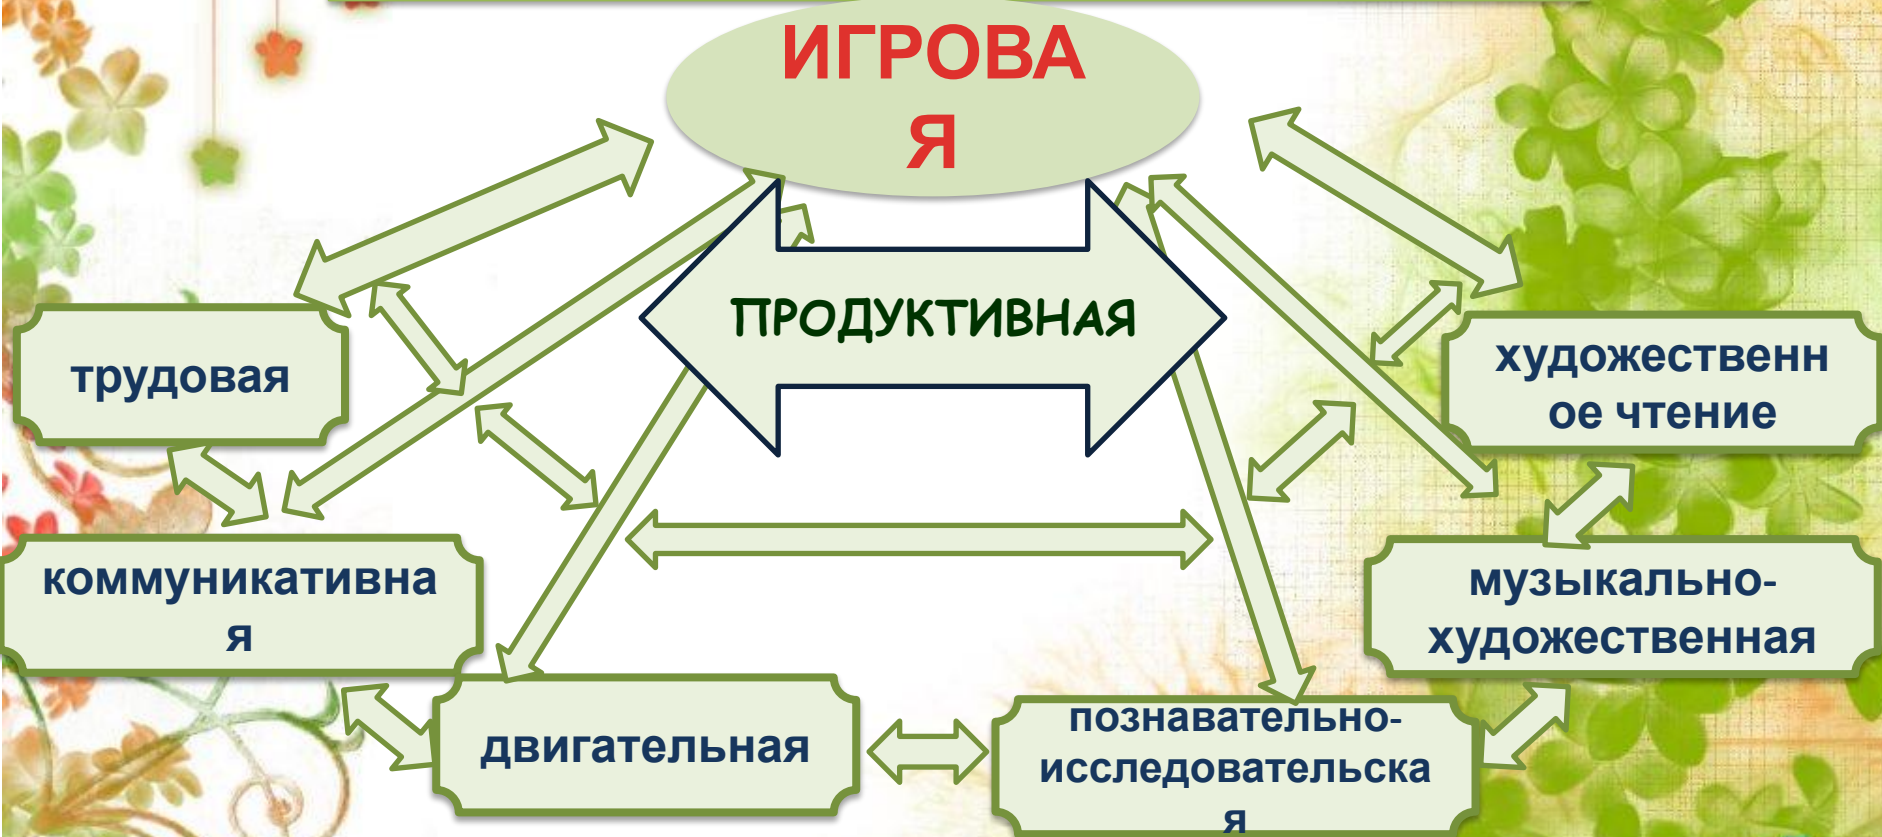 ИГРОВА
Я
ПРОДУКТИВНАЯ
трудовая
художественн
ое чтение
коммуникативна
я
музыкально-
художественная
двигательная
познавательно-
исследовательска
я